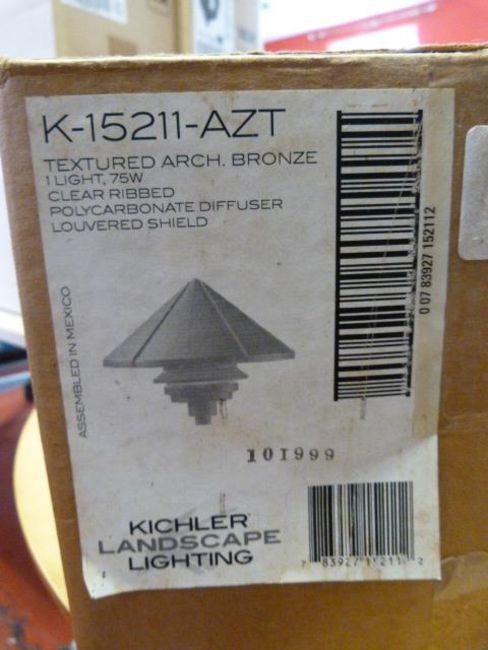 K-15211-AZT
TEXTURED ARCH. BRONZE
1 LIGHT, 75W
CLEAR RIBBED
POLYCARBONATE DIFFUSER
LOUVERED SHIELD
0 07 83927 152112
ASSEMBLED IN MEXICO
101999
KICHLER
LANDSCAPE
LIGHTING